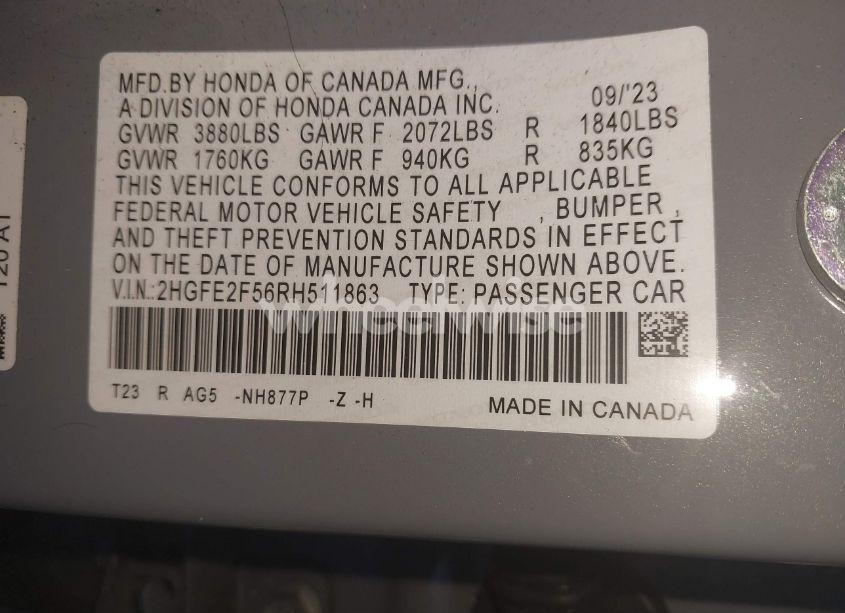 MFD.BY HONDA OF CANADA MFG.,
A DIVISION OF HONDA CANADA INC. 09/'23
GVWR 3880LBS GAWR F 2072LBS R 1840LBS
GVWR 1760KG GAWR F 940KG R 835KG
THIS VEHICLE CONFORMS TO ALL APPLICABLE
FEDERAL MOTOR VEHICLE SAFETY , BUMPER ,
AND THEFT PREVENTION STANDARDS IN EFFECT
ON THE DATE OF MANUFACTURE SHOWN ABOVE.
V.I.N.:2HGFE2F56RH511863 TYPE: PASSENGER CAR
wheelwise
T23 R AG5 -NH877P -Z -H MADE IN CANADA